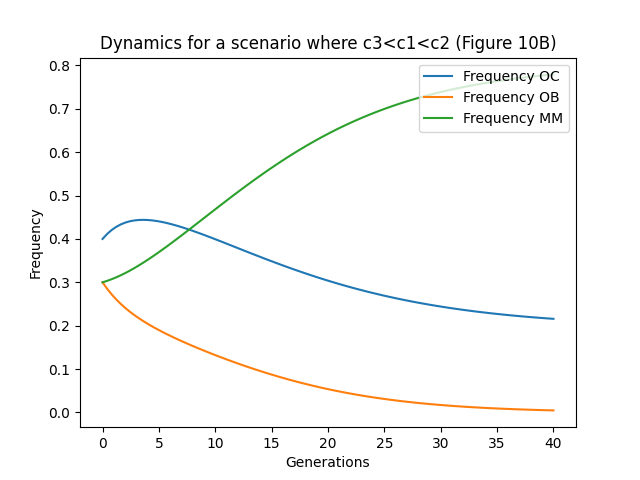 Dynamics for a scenario where c3<c1<c2 (Figure 10B)
Frequency OC
Frequency OB
Frequency MM
Frequency
0.8
0.7
0.6
0.5
0.4
0.3
0.2
0.1
0.0
0 5 10 15 20 25 30 35 40
Generations